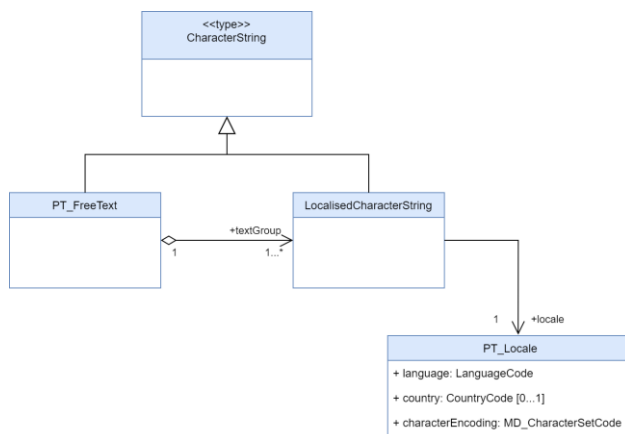 <<type>>
CharacterString
PT_FreeText
LocalisedCharacterString
+textGroup
1
1...*
1
+locale
PT_Locale
+ language: LanguageCode
+ country: CountryCode [0...1]
+ characterEncoding: MD_CharacterSetCode